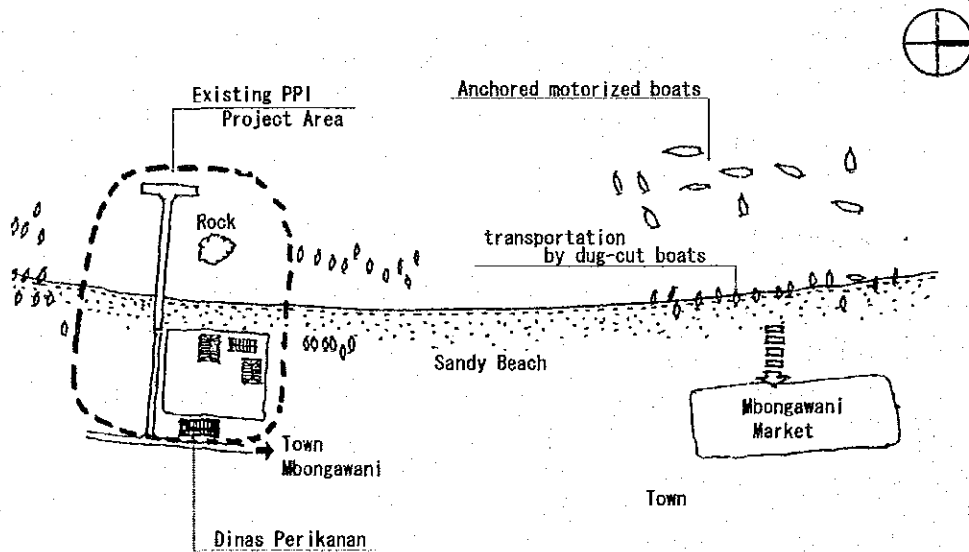 Existing PPI
Project Area
Anchored motorized boats
Rock
transportation
by dug-cut boats
Sandy Beach
Mbongawani
Market
Town
Mbongawani
Town
Dinas Perikanan